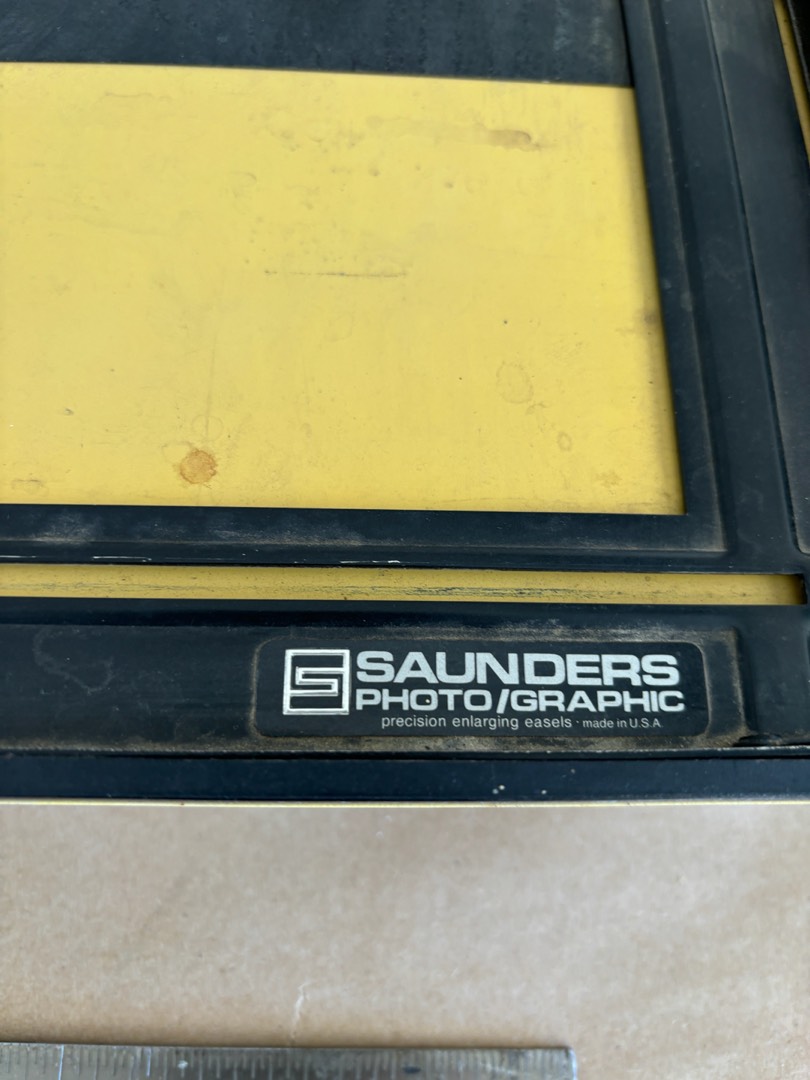 S SAUNDERS
PHOTO/GRAPHIC
precision enlarging easels · made in U.S.A.